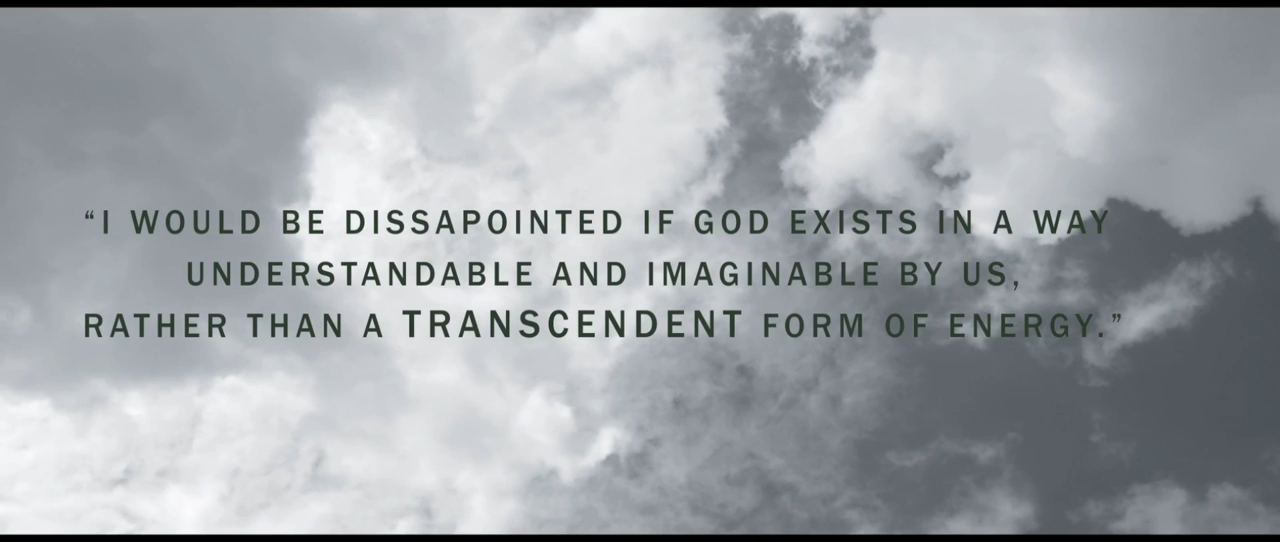 “I WOULD BE DISSAPOINTED IF GOD EXISTS IN A WAY
UNDERSTANDABLE AND IMAGINABLE BY US,
RATHER THAN A TRANSCENDENT FORM OF ENERGY.”